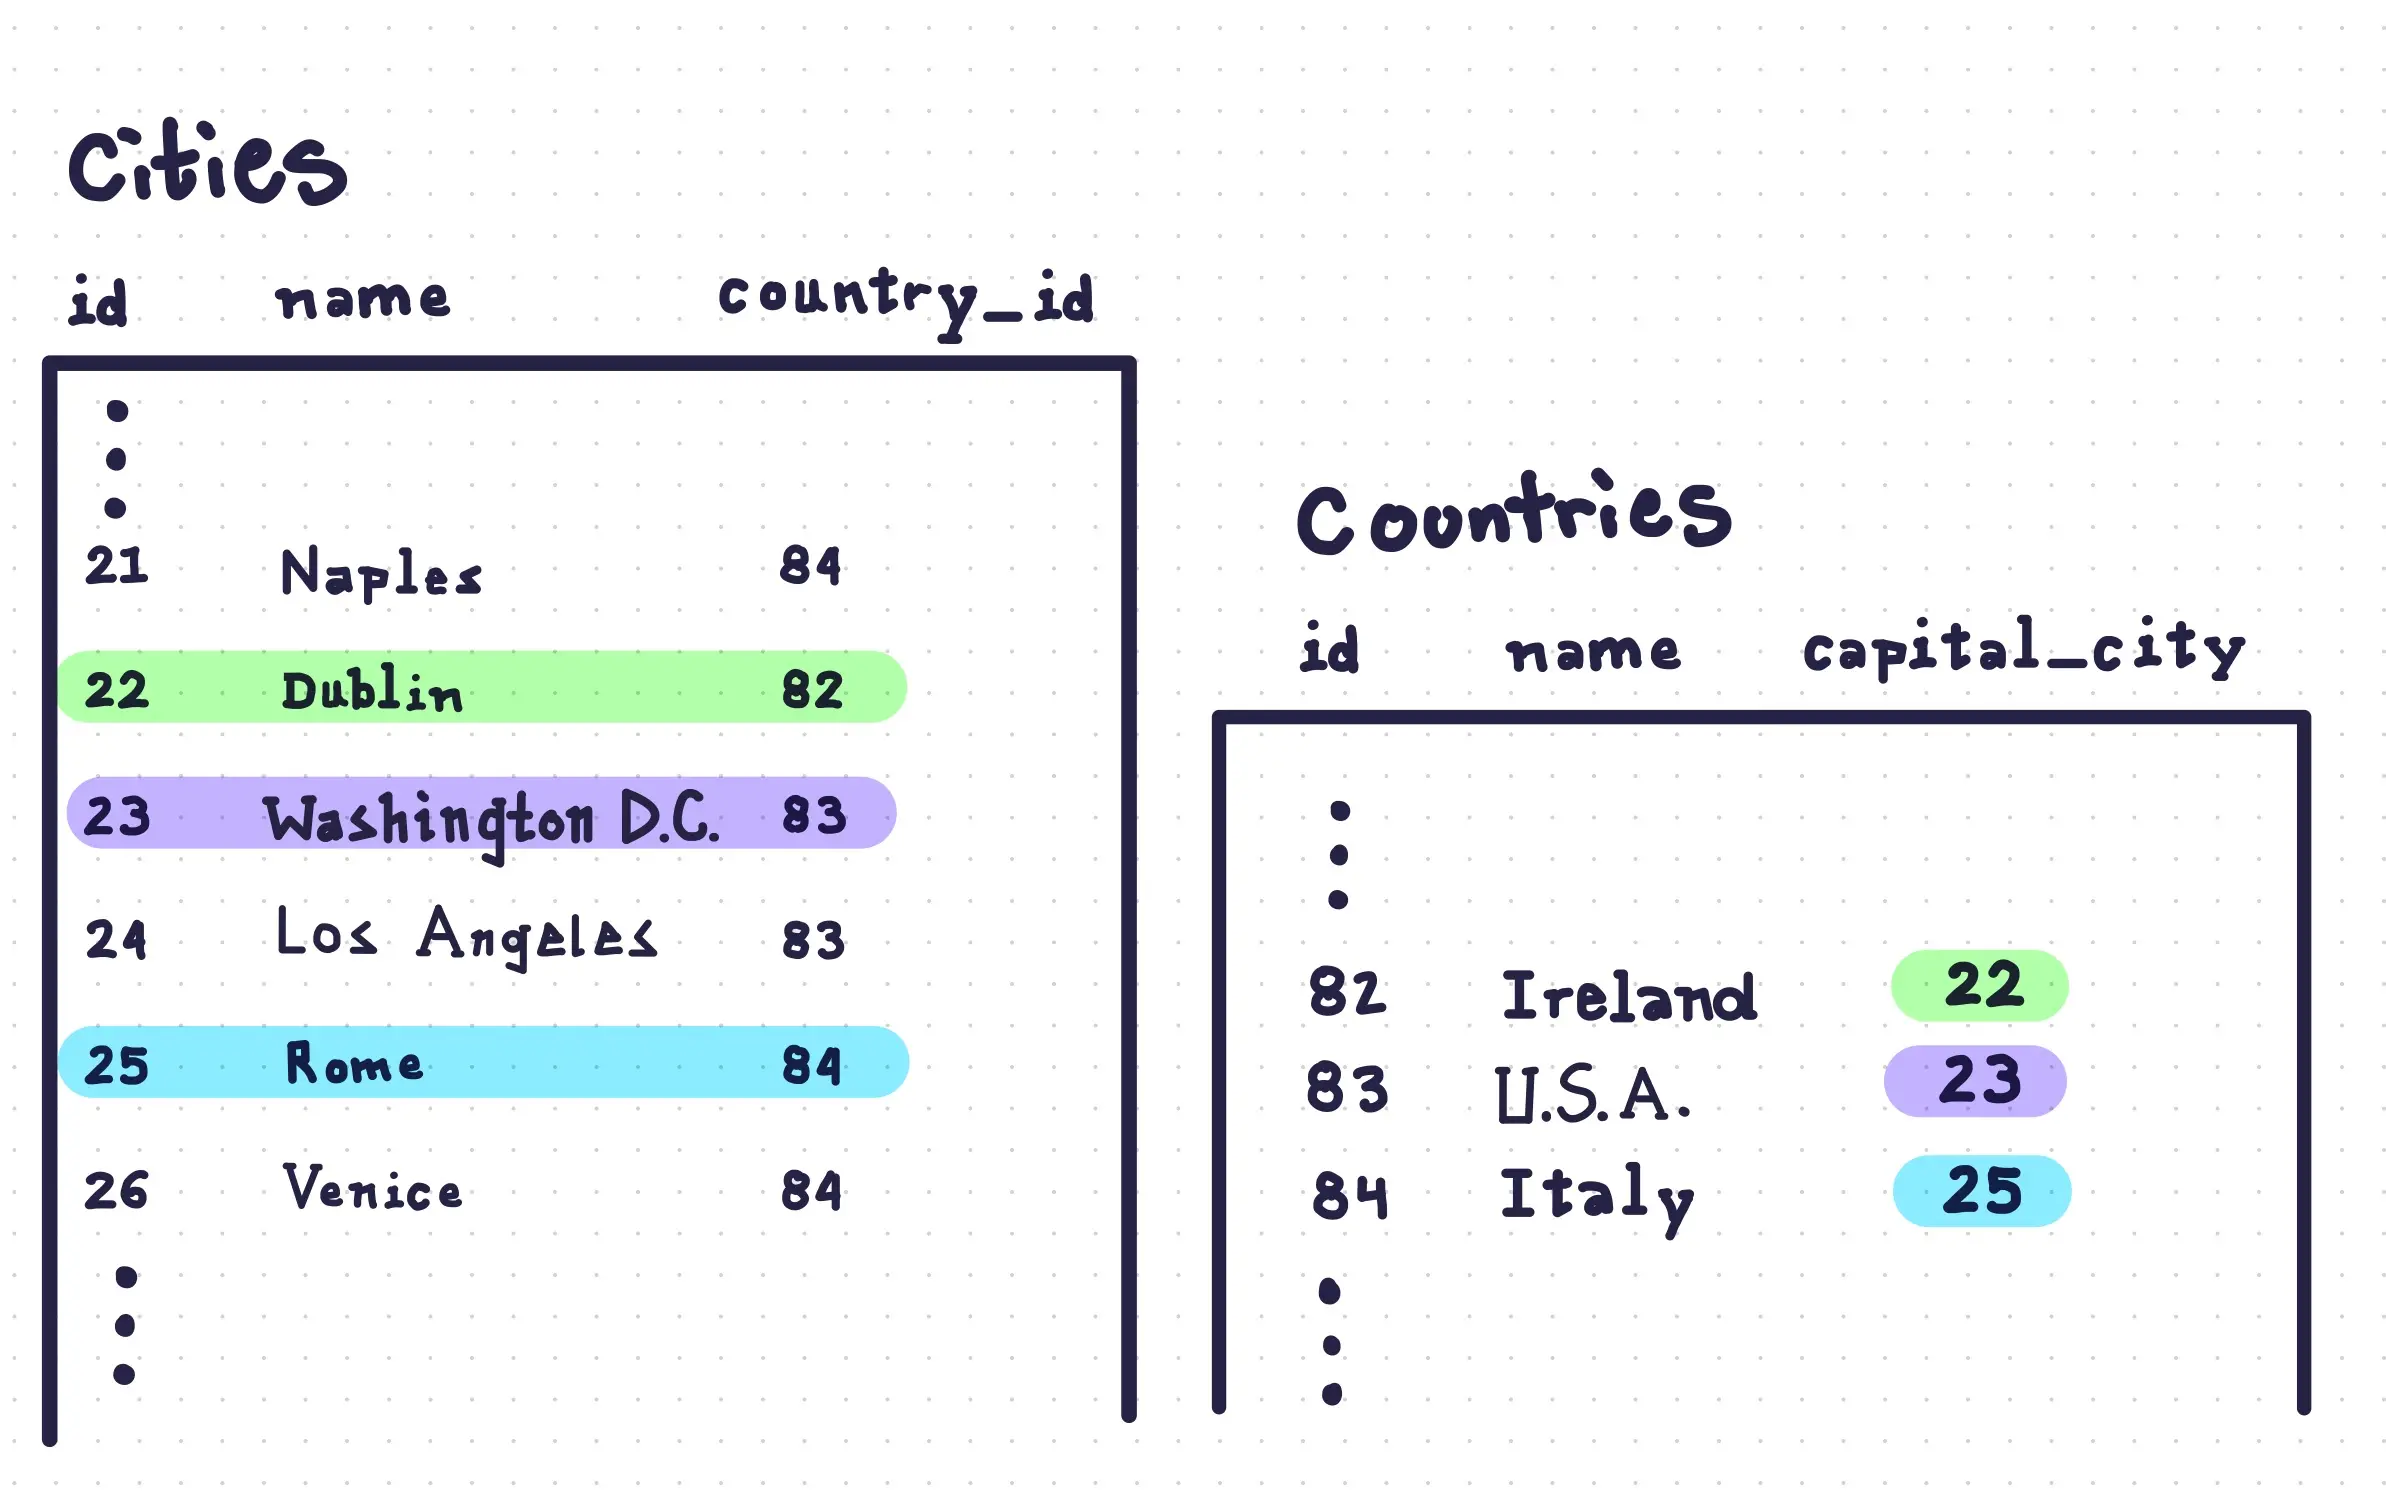 Cities
id name country_id
21 Naples 84
22 Dublin 82
23 Washington D.C. 83
24 Los Angeles 83
25 Rome 84
26 Venice 84
Countries
id name capital_city
82 Ireland 22
83 U.S.A. 23
84 Italy 25